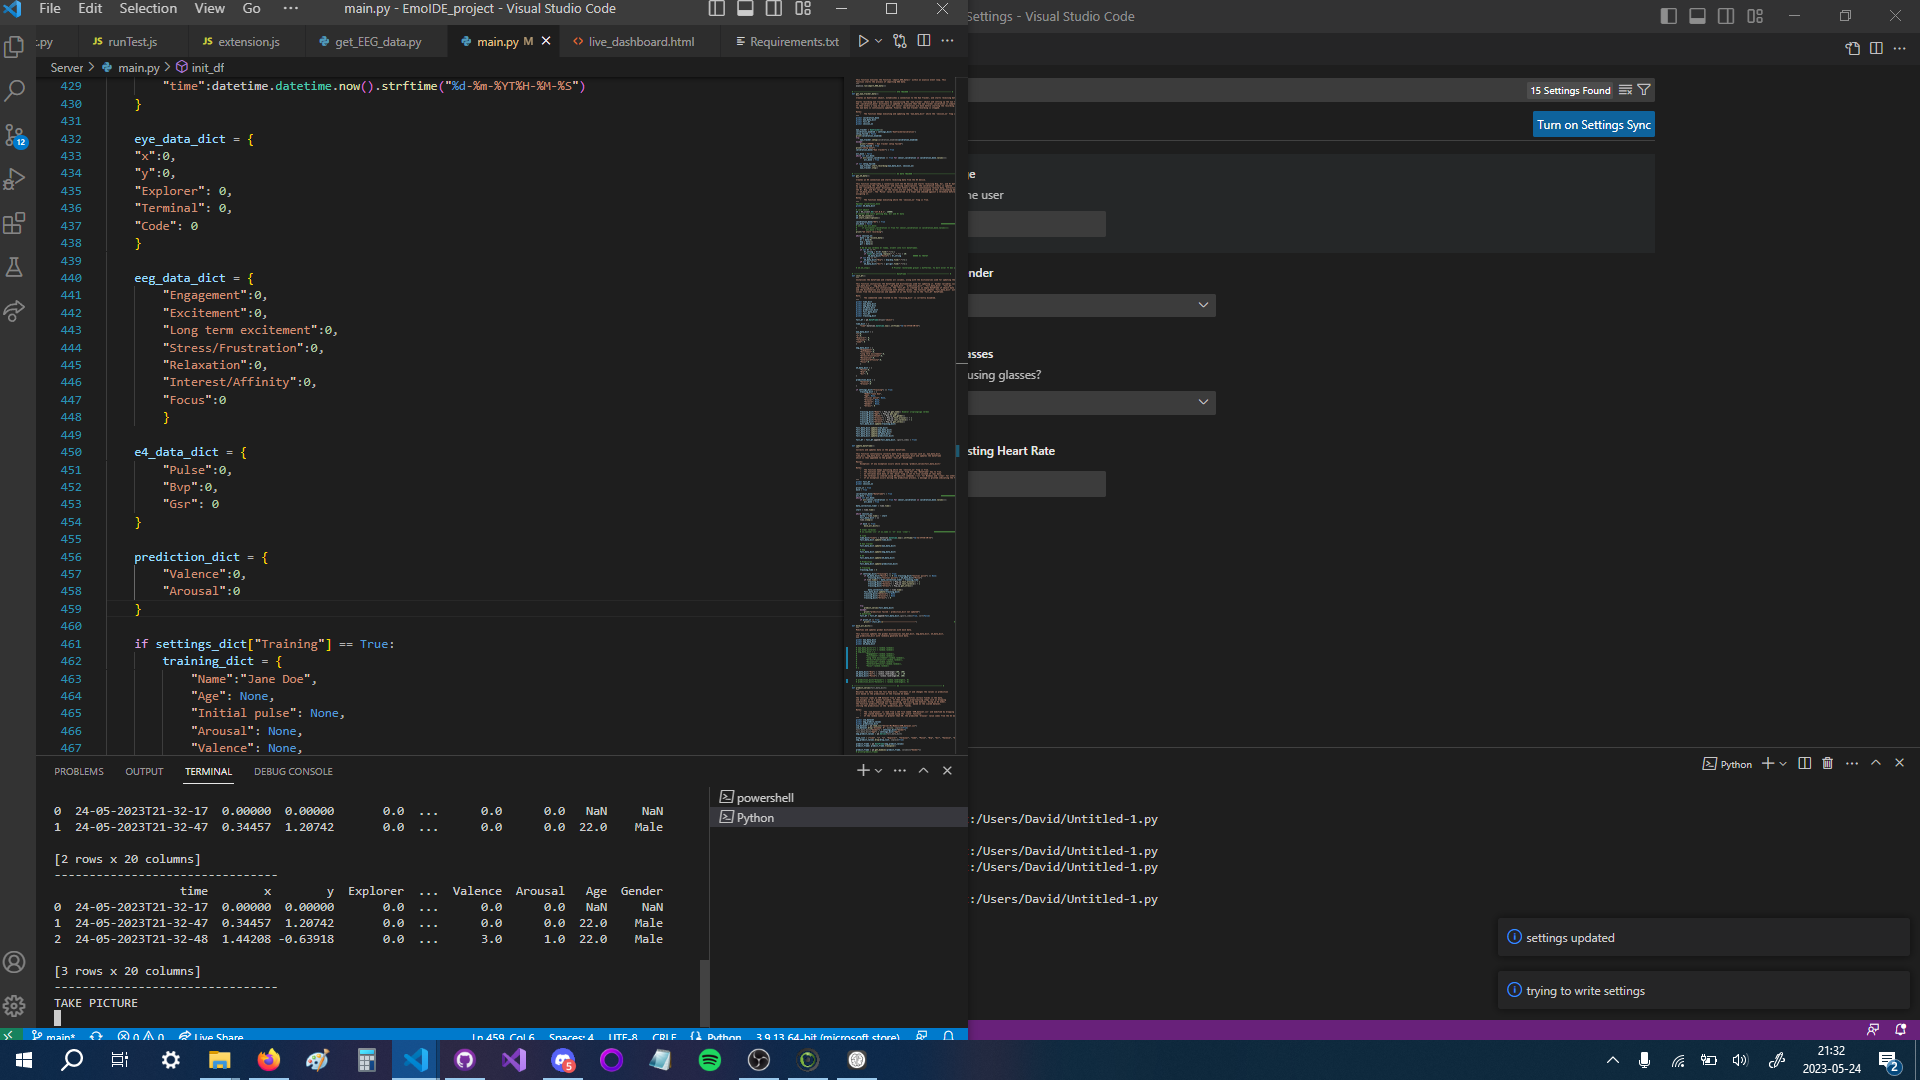 File Edit Selection View Go ··· main.py - EmoIDE_project - Visual Studio Code
Settings - Visual Studio Code
.py runTest.js extension.js get_EEG_data.py main.py M live_dashboard.html Requirements.txt
Server > main.py > init_df
429 "time":datetime.datetime.now().strftime("%d-%m-%YT%H-%M-%S")
430 }
431
432 eye_data_dict = {
433 "x":0,
434 "y":0,
435 "Explorer": 0,
436 "Terminal": 0,
437 "Code": 0
438 }
439
440 eeg_data_dict = {
441 "Engagement":0,
442 "Excitement":0,
443 "Long term excitement":0,
444 "Stress/Frustration":0,
445 "Relaxation":0,
446 "Interest/Affinity":0,
447 "Focus":0
448 }
449
450 e4_data_dict = {
451 "Pulse":0,
452 "Bvp":0,
453 "Gsr": 0
454 }
455
456 prediction_dict = {
457 "Valence":0,
458 "Arousal":0
459 }
460
461 if settings_dict["Training"] == True:
462 training_dict = {
463 "Name":"Jane Doe",
464 "Age": None,
465 "Initial pulse": None,
466 "Arousal": None,
467 "Valence": None,
12
PROBLEMS OUTPUT TERMINAL DEBUG CONSOLE
0 24-05-2023T21-32-17 0.00000 0.00000 0.0 ... 0.0 0.0 NaN NaN
1 24-05-2023T21-32-47 0.34457 1.20742 0.0 ... 0.0 0.0 22.0 Male
[2 rows x 20 columns]
--------------------------------
time x y Explorer ... Valence Arousal Age Gender
0 24-05-2023T21-32-17 0.00000 0.00000 0.0 ... 0.0 0.0 NaN NaN
1 24-05-2023T21-32-47 0.34457 1.20742 0.0 ... 0.0 0.0 22.0 Male
2 24-05-2023T21-32-48 1.44208 -0.63918 0.0 ... 3.0 1.0 22.0 Male
[3 rows x 20 columns]
--------------------------------
TAKE PICTURE
powershell
Python
main* 0 0 Live Share Ln 459, Col 6 Spaces: 4 UTF-8 CRLF Python 3.9.13 64-bit (microsoft store)
15 Settings Found
Turn on Settings Sync
ge
he user
ender
asses
using glasses?
sting Heart Rate
Python
:/Users/David/Untitled-1.py
:/Users/David/Untitled-1.py
:/Users/David/Untitled-1.py
:/Users/David/Untitled-1.py
settings updated
trying to write settings
5
21:32
2023-05-24
2